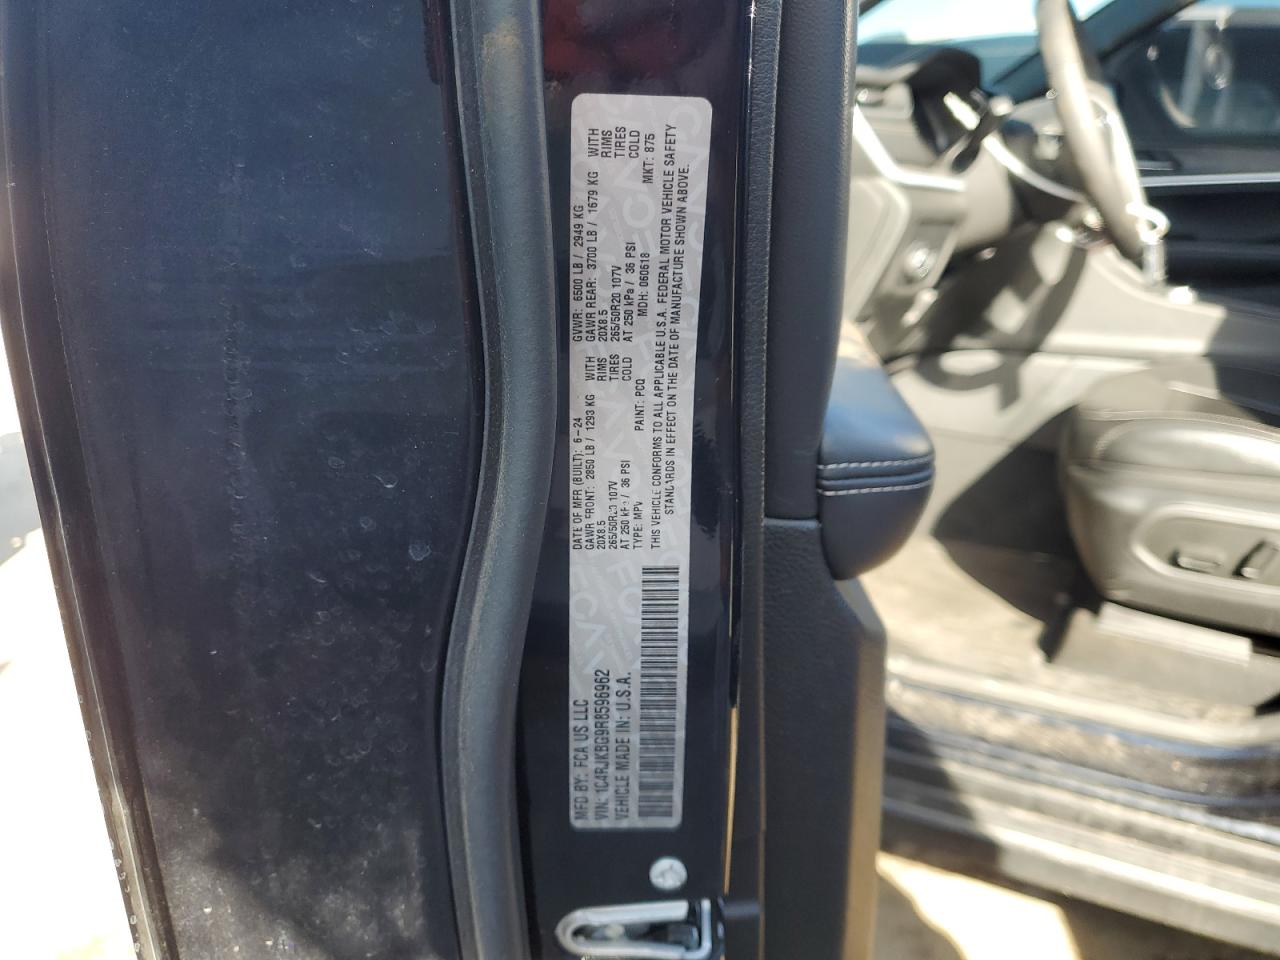 MFD BY: FCA US LLC
VIN: 1C4RJKBG9R8596962
VEHICLE MADE IN: U.S.A.
DATE OF MFR (BUILT): 6-24 GVWR: 6500 LB / 2949 KG
GAWR FRONT: 2850 LB / 1293 KG WITH GAWR REAR: 3700 LB / 1679 KG WITH
20X8.5 RIMS 20X8.5 RIMS
265/50R20 107V TIRES 265/50R20 107V TIRES
AT 250 kPa / 36 PSI COLD AT 250 kPa / 36 PSI COLD
TYPE: MPV PAINT: PCQ MDH: 060618 MKT: 875
THIS VEHICLE CONFORMS TO ALL APPLICABLE U.S.A. FEDERAL MOTOR VEHICLE SAFETY
STANDARDS IN EFFECT ON THE DATE OF MANUFACTURE SHOWN ABOVE.